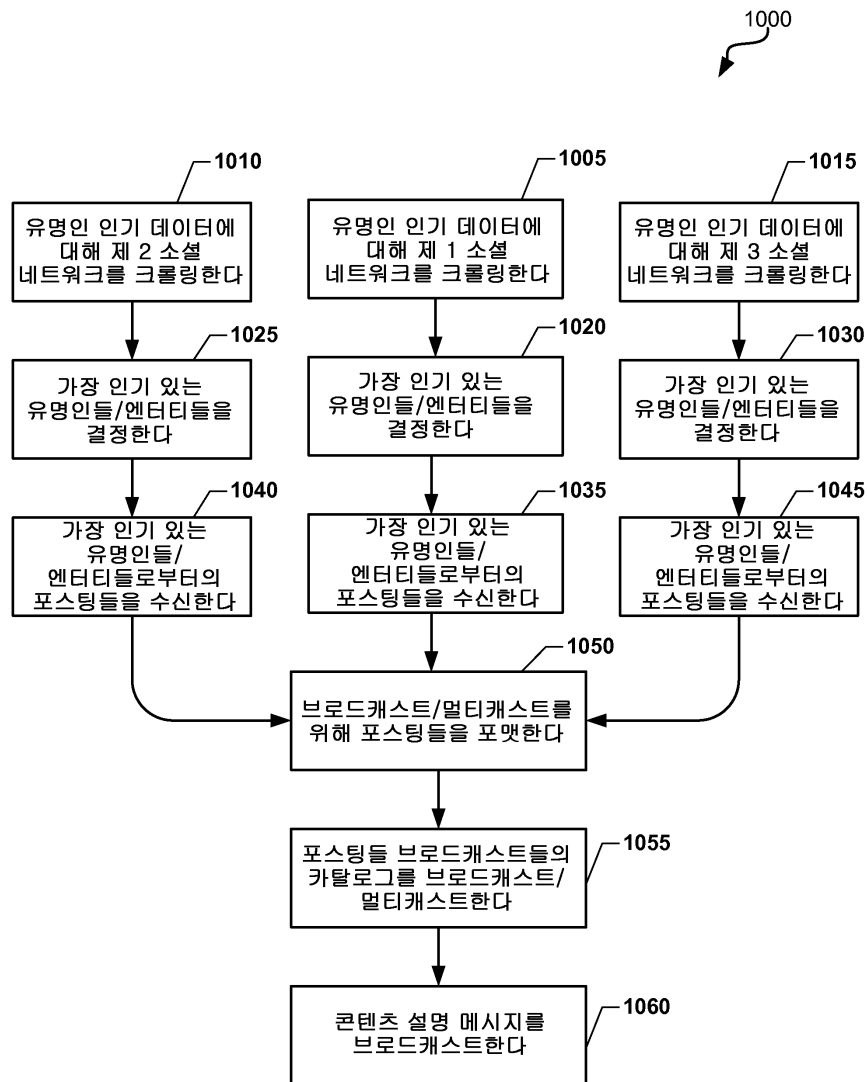 1000
1010
유명인 인기 데이터에
대해 제 2 소셜
네트워크를 크롤링한다
1005
유명인 인기 데이터에
대해 제 1 소셜
네트워크를 크롤링한다
1015
유명인 인기 데이터에
대해 제 3 소셜
네트워크를 크롤링한다
1025
가장 인기 있는
유명인들/엔터티들을
결정한다
1020
가장 인기 있는
유명인들/엔터티들을
결정한다
1030
가장 인기 있는
유명인들/엔터티들을
결정한다
1040
가장 인기 있는
유명인들/
엔터티들로부터의
포스팅들을 수신한다
1035
가장 인기 있는
유명인들/
엔터티들로부터의
포스팅들을 수신한다
1045
가장 인기 있는
유명인들/
엔터티들로부터의
포스팅들을 수신한다
1050
브로드캐스트/멀티캐스트를
위해 포스팅들을 포맷한다
1055
포스팅들 브로드캐스트들의
카탈로그를 브로드캐스트/
멀티캐스트한다
1060
콘텐츠 설명 메시지를
브로드캐스트한다